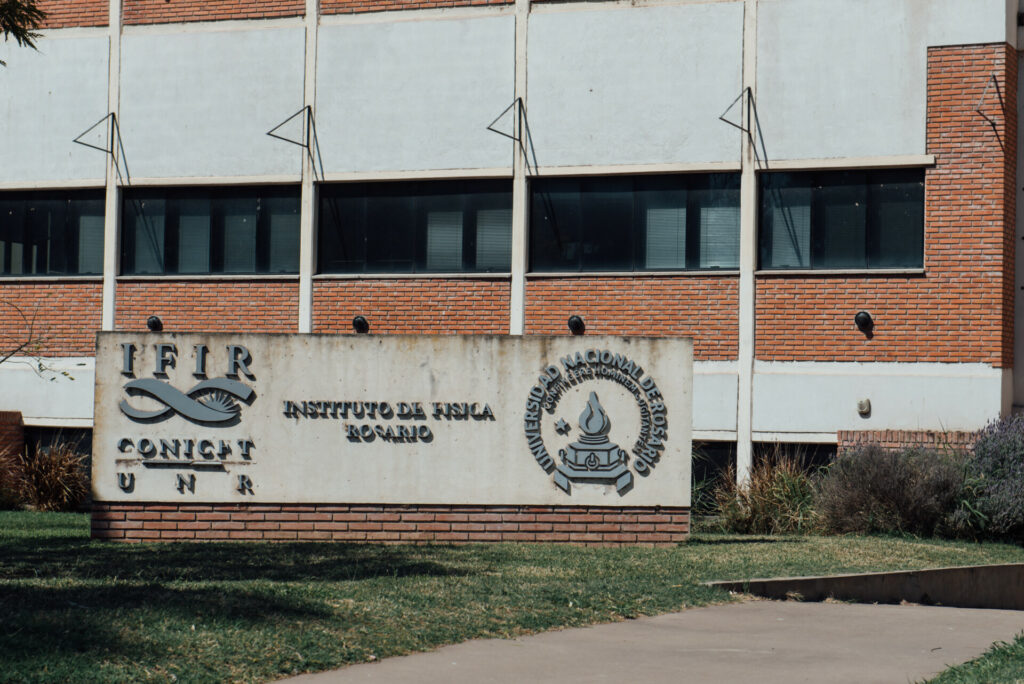 IFIR
CONICET
UNR
INSTITUTO DE FISICA
ROSARIO
UNIVERSIDAD NACIONAL DE ROSARIO